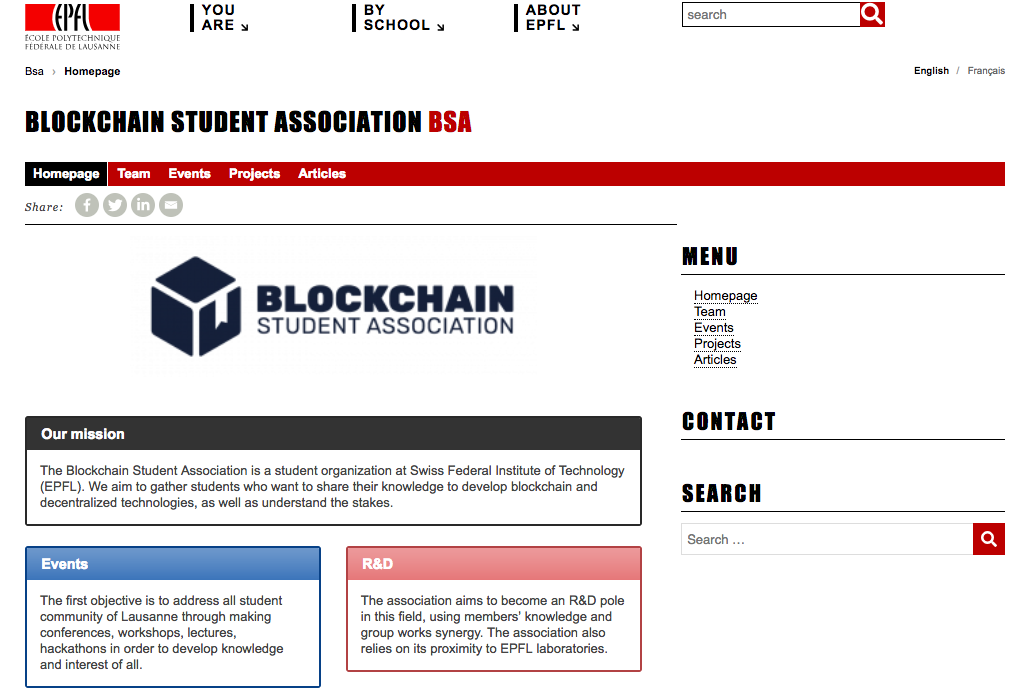 EPFL
ÉCOLE POLYTECHNIQUE
FÉDÉRALE DE LAUSANNE
YOU
ARE
BY
SCHOOL
ABOUT
EPFL
search
Bsa › Homepage
English / Français
BLOCKCHAIN STUDENT ASSOCIATION BSA
Homepage Team Events Projects Articles
Share:
BLOCKCHAIN
STUDENT ASSOCIATION
Our mission
The Blockchain Student Association is a student organization at Swiss Federal Institute of Technology
(EPFL). We aim to gather students who want to share their knowledge to develop blockchain and
decentralized technologies, as well as understand the stakes.
Events
The first objective is to address all student
community of Lausanne through making
conferences, workshops, lectures,
hackathons in order to develop knowledge
and interest of all.
R&D
The association aims to become an R&D pole
in this field, using members' knowledge and
group works synergy. The association also
relies on its proximity to EPFL laboratories.
MENU
Homepage
Team
Events
Projects
Articles
CONTACT
SEARCH
Search …